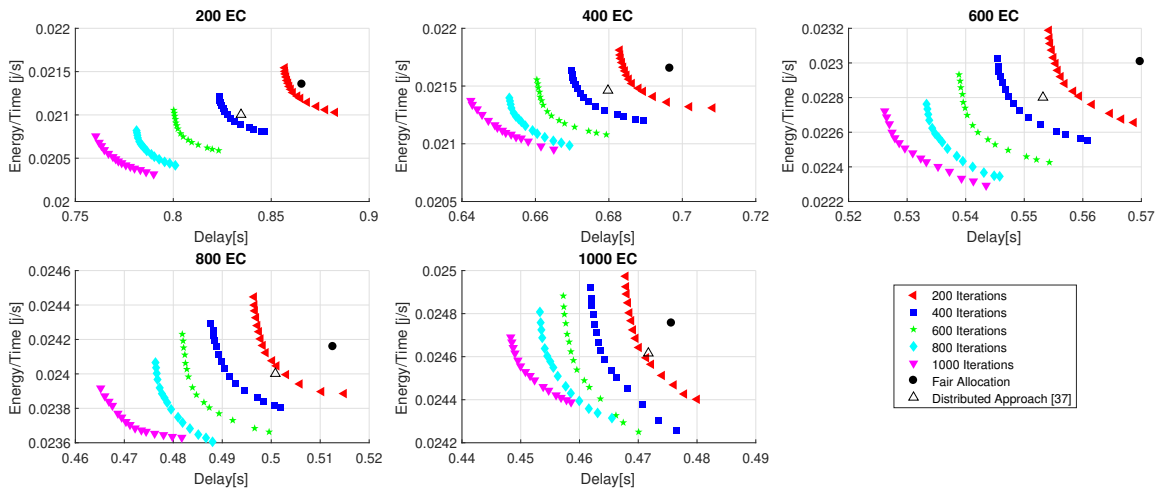 200 EC
Energy/Time [j/s]
0.022
0.0215
0.021
0.0205
0.02
0.75
0.8
0.85
0.9
Delay[s]
400 EC
Energy/Time [j/s]
0.022
0.0215
0.021
0.0205
0.64
0.66
0.68
0.7
0.72
Delay[s]
600 EC
Energy/Time [j/s]
0.0232
0.023
0.0228
0.0226
0.0224
0.0222
0.52
0.53
0.54
0.55
0.56
0.57
Delay[s]
800 EC
Energy/Time [j/s]
0.0246
0.0244
0.0242
0.024
0.0238
0.0236
0.46
0.47
0.48
0.49
0.5
0.51
0.52
Delay[s]
1000 EC
Energy/Time [j/s]
0.025
0.0248
0.0246
0.0244
0.0242
0.44
0.45
0.46
0.47
0.48
0.49
Delay[s]
200 Iterations
400 Iterations
600 Iterations
800 Iterations
1000 Iterations
Fair Allocation
Distributed Approach [37]